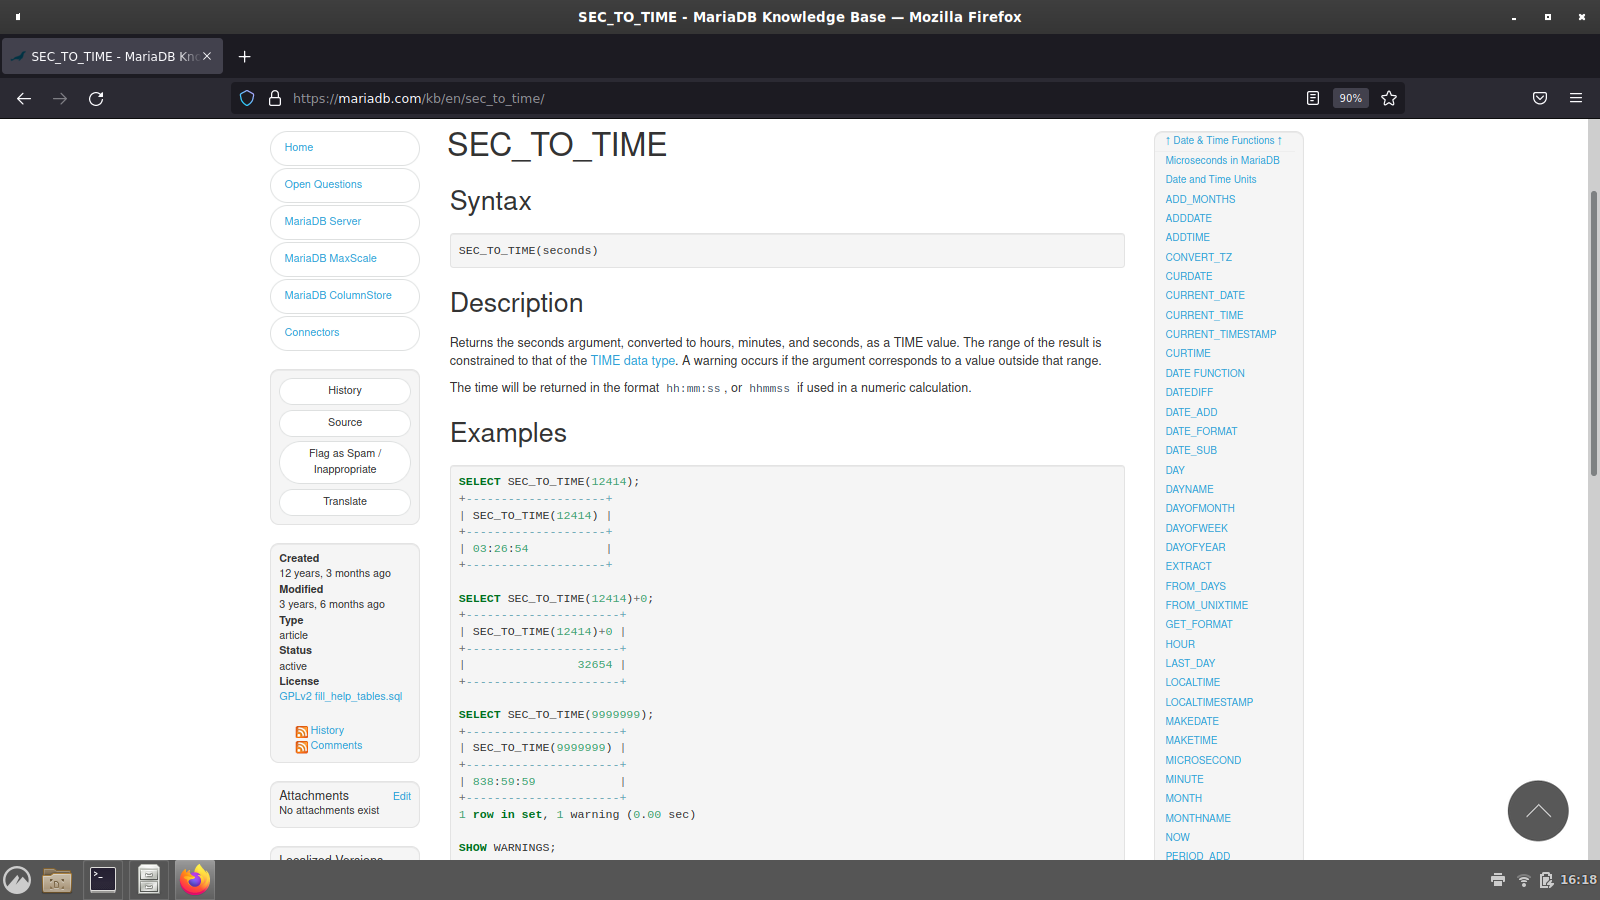 SEC_TO_TIME - MariaDB Knowledge Base — Mozilla Firefox
SEC_TO_TIME - MariaDB Kno
https://mariadb.com/kb/en/sec_to_time/
90%
Home
Open Questions
MariaDB Server
MariaDB MaxScale
MariaDB ColumnStore
Connectors
History
Source
Flag as Spam /
Inappropriate
Translate
Created
12 years, 3 months ago
Modified
3 years, 6 months ago
Type
article
Status
active
License
GPLv2 fill_help_tables.sql
History
Comments
Attachments Edit
No attachments exist
Localized Versions
SEC_TO_TIME
Syntax
SEC_TO_TIME(seconds)
Description
Returns the seconds argument, converted to hours, minutes, and seconds, as a TIME value. The range of the result is
constrained to that of the TIME data type. A warning occurs if the argument corresponds to a value outside that range.
The time will be returned in the format hh:mm:ss, or hhmmss if used in a numeric calculation.
Examples
SELECT SEC_TO_TIME(12414);
+--------------------+
| SEC_TO_TIME(12414) |
+--------------------+
| 03:26:54           |
+--------------------+
SELECT SEC_TO_TIME(12414)+0;
+----------------------+
| SEC_TO_TIME(12414)+0 |
+----------------------+
|                32654 |
+----------------------+
SELECT SEC_TO_TIME(9999999);
+----------------------+
| SEC_TO_TIME(9999999) |
+----------------------+
| 838:59:59            |
+----------------------+
1 row in set, 1 warning (0.00 sec)
SHOW WARNINGS;
↑ Date & Time Functions ↑
Microseconds in MariaDB
Date and Time Units
ADD_MONTHS
ADDDATE
ADDTIME
CONVERT_TZ
CURDATE
CURRENT_DATE
CURRENT_TIME
CURRENT_TIMESTAMP
CURTIME
DATE FUNCTION
DATEDIFF
DATE_ADD
DATE_FORMAT
DATE_SUB
DAY
DAYNAME
DAYOFMONTH
DAYOFWEEK
DAYOFYEAR
EXTRACT
FROM_DAYS
FROM_UNIXTIME
GET_FORMAT
HOUR
LAST_DAY
LOCALTIME
LOCALTIMESTAMP
MAKEDATE
MAKETIME
MICROSECOND
MINUTE
MONTH
MONTHNAME
NOW
PERIOD_ADD
16:18